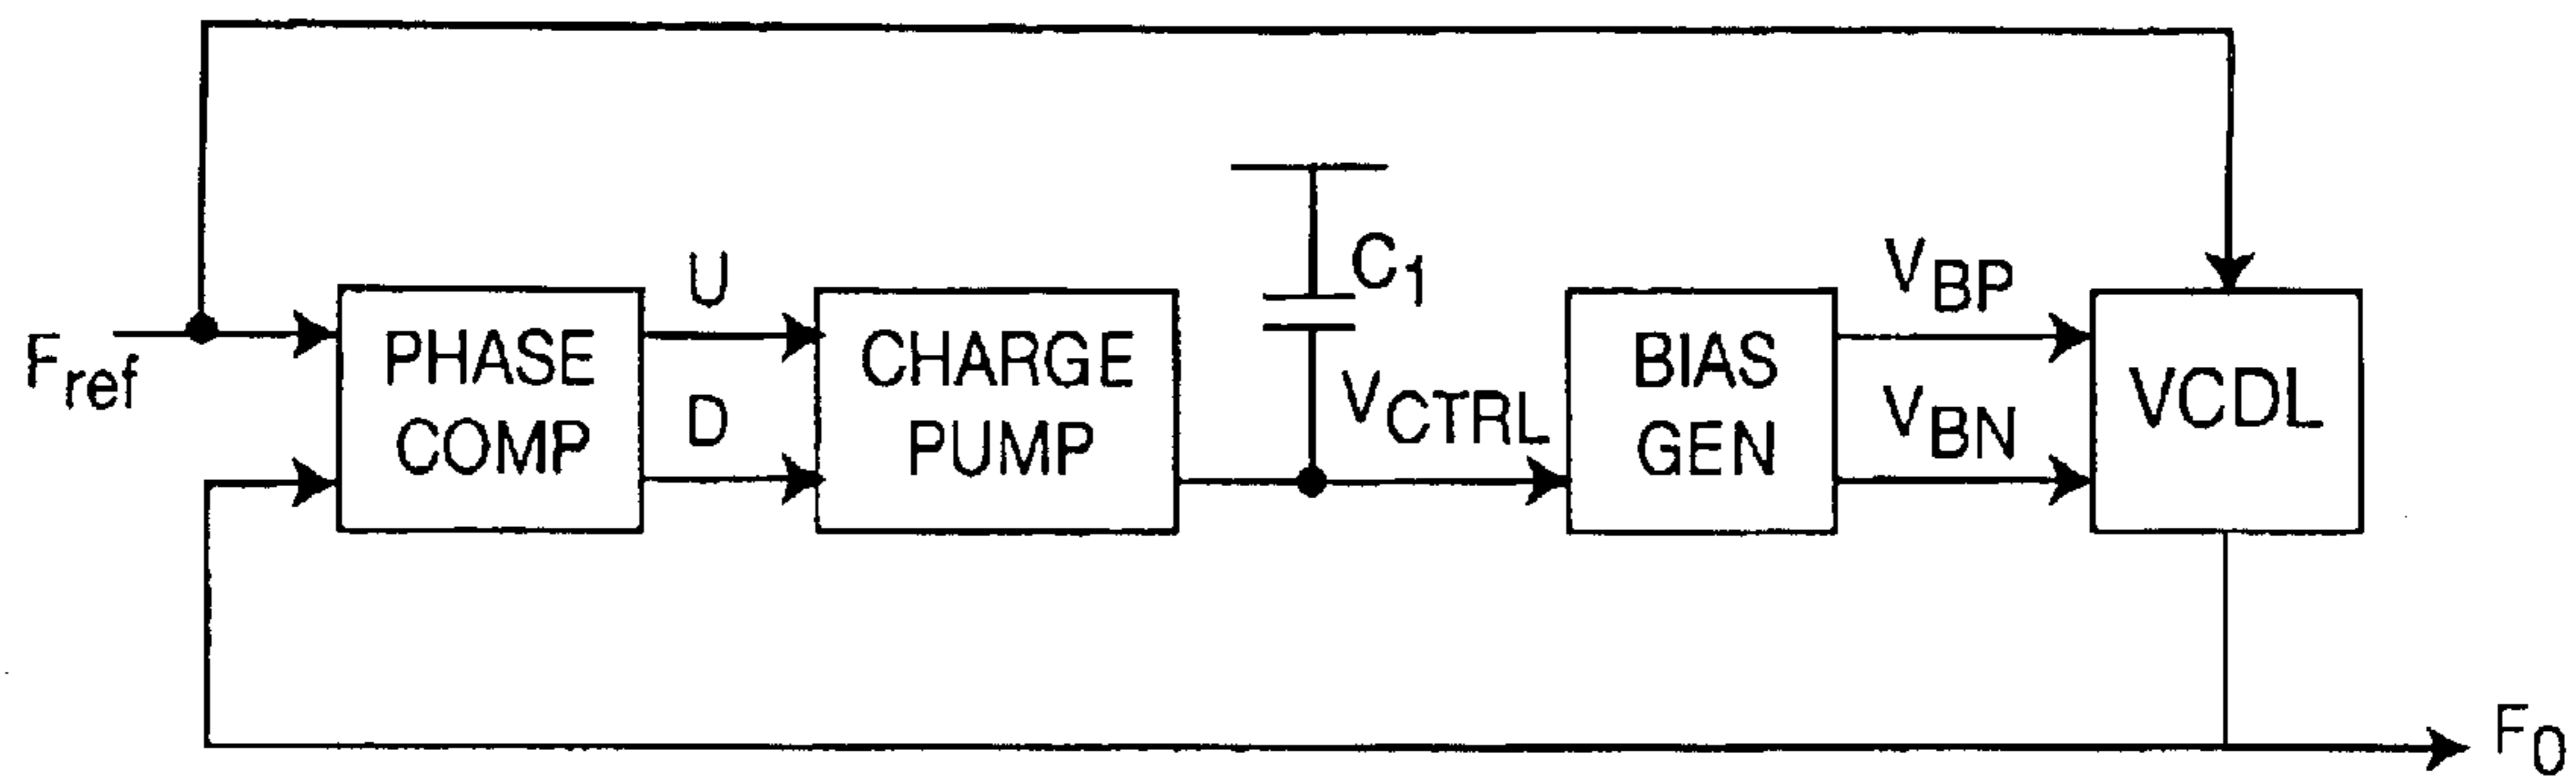 F_ref
PHASE
COMP
U
D
CHARGE
PUMP
C_1
V_CTRL
BIAS
GEN
V_BP
V_BN
VCDL
F_0